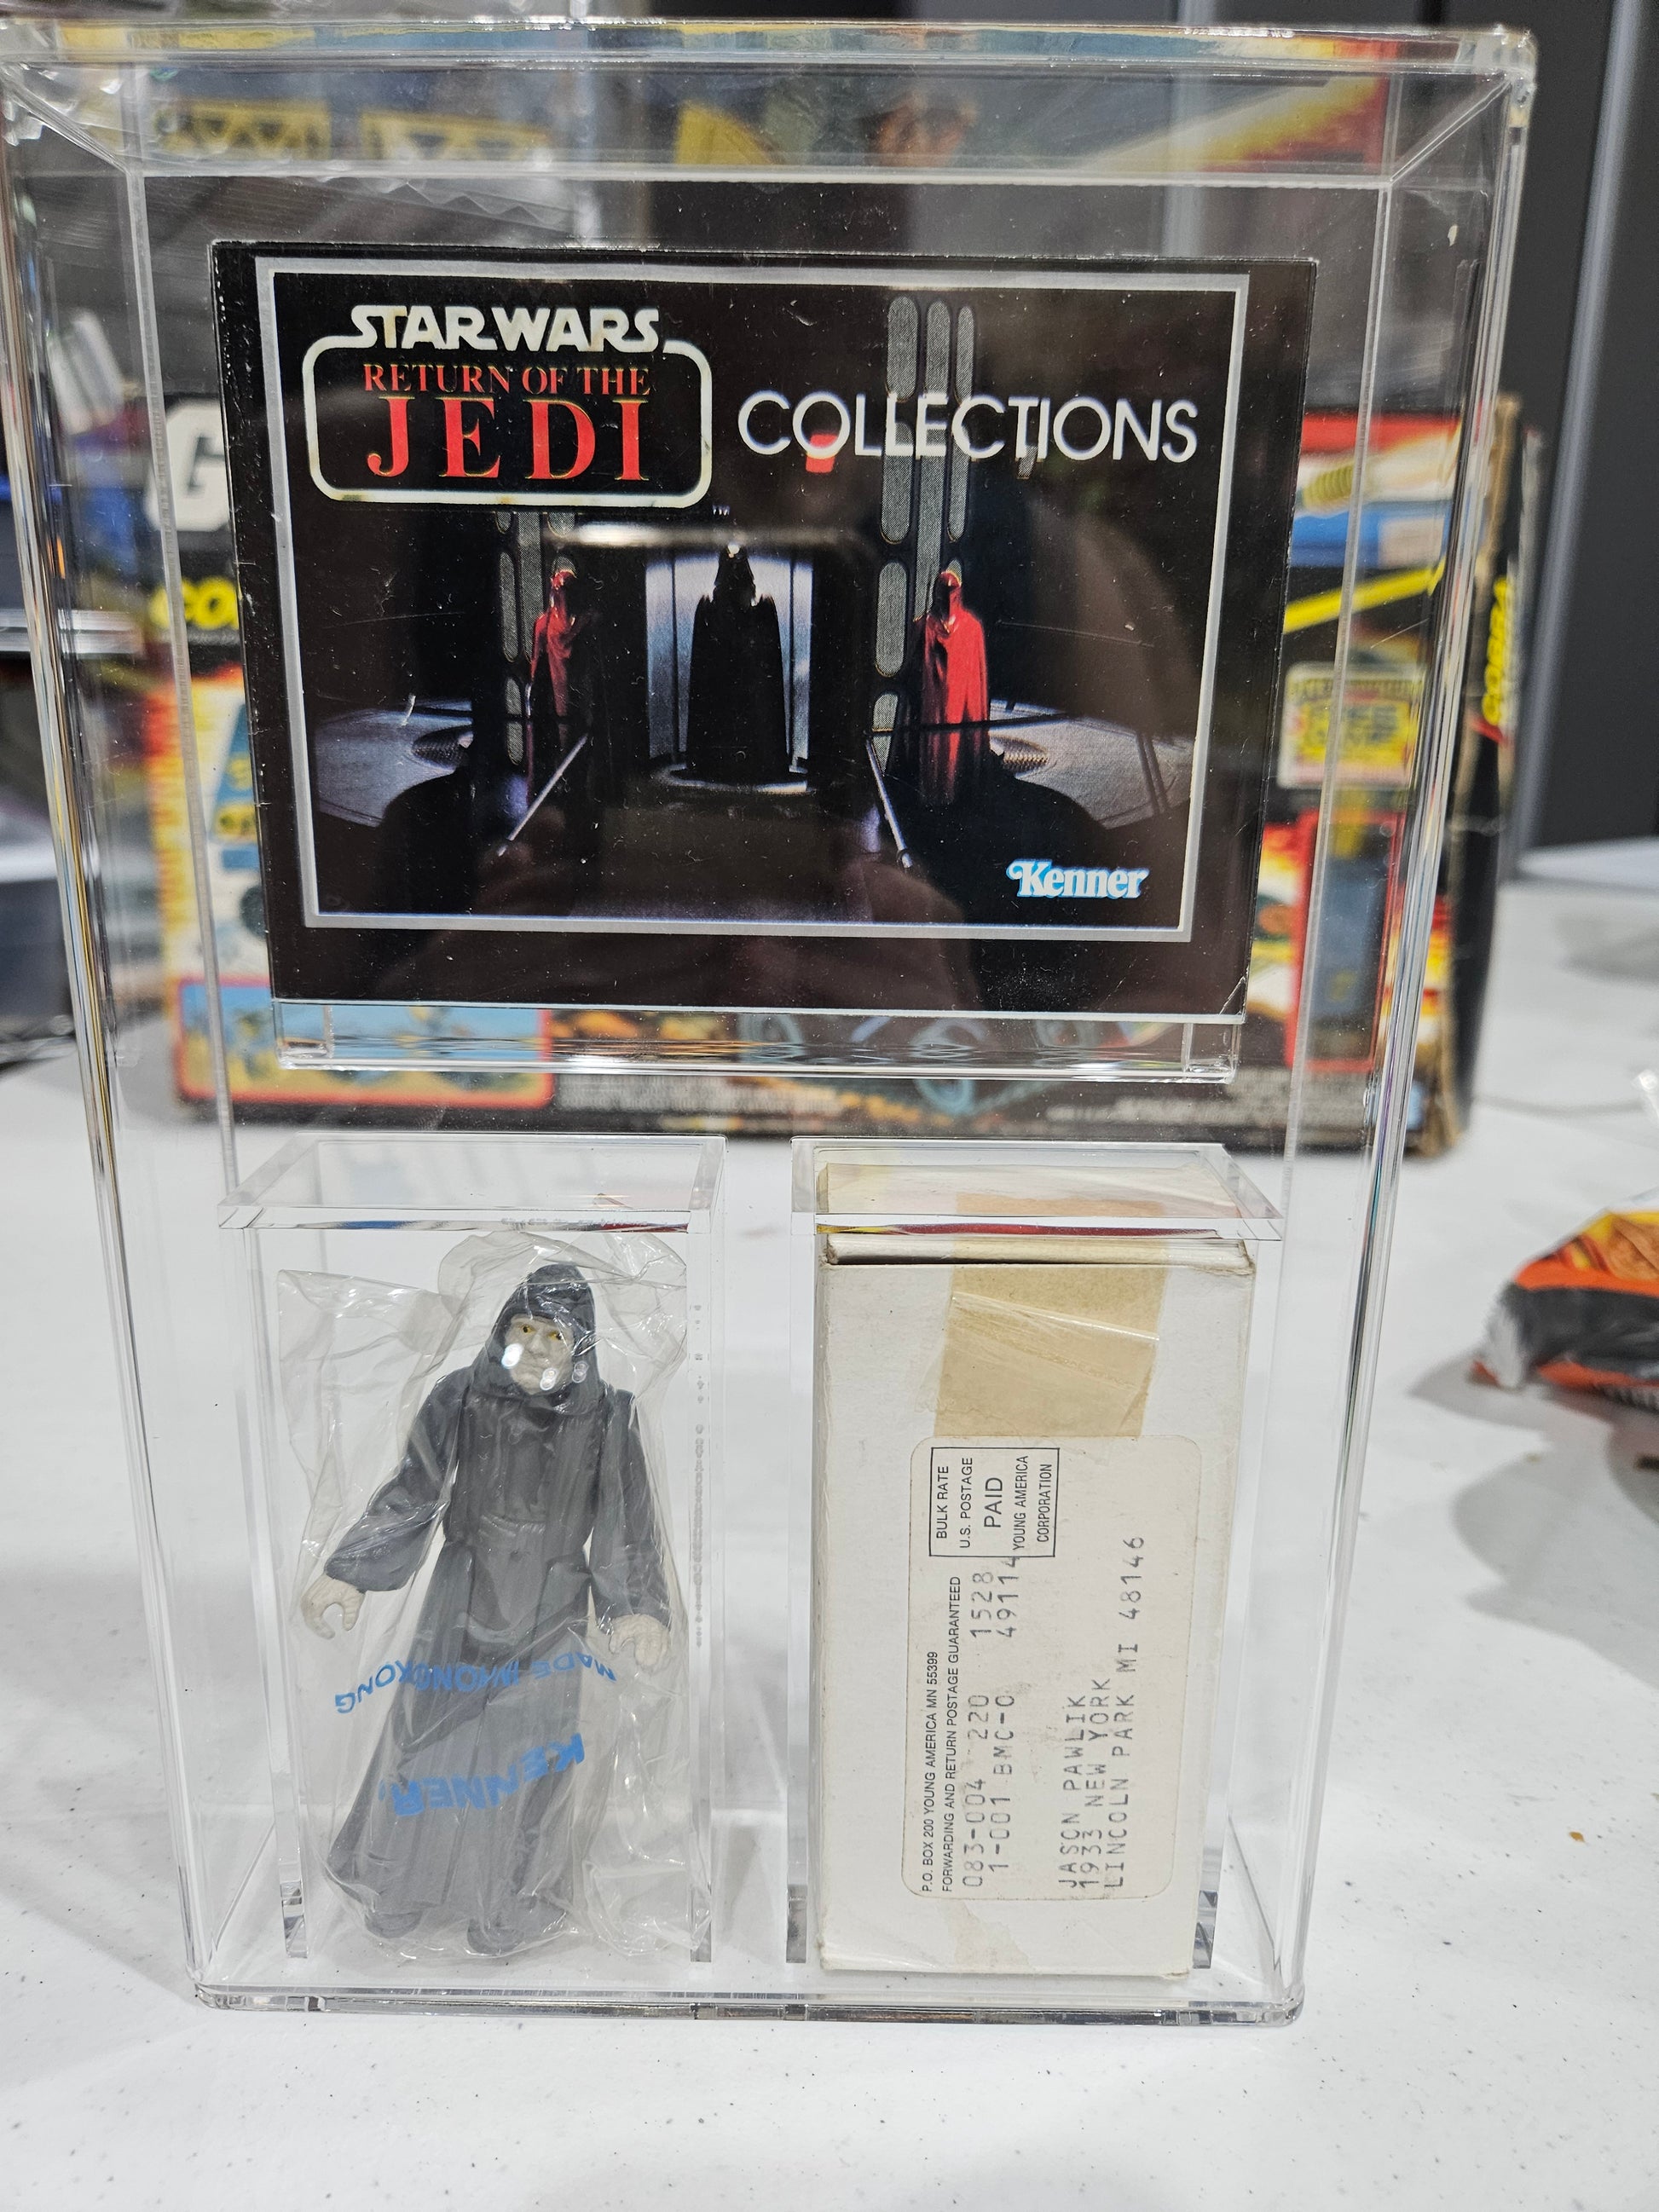 STAR WARS
RETURN OF THE
JEDI
COLLECTIONS
Kenner
MADE IN HONG KONG
KENNER
BULK RATE
U.S. POSTAGE
PAID
YOUNG AMERICA
CORPORATION
P.O. BOX 200 YOUNG AMERICA MN 55399
FORWARDING AND RETURN POSTAGE GUARANTEED
083-004 220 1528
1-001 BMC-O 49114
JASON PAWLIK
1933 NEW YORK
LINCOLN PARK MI 48146
G
CO
COBRA